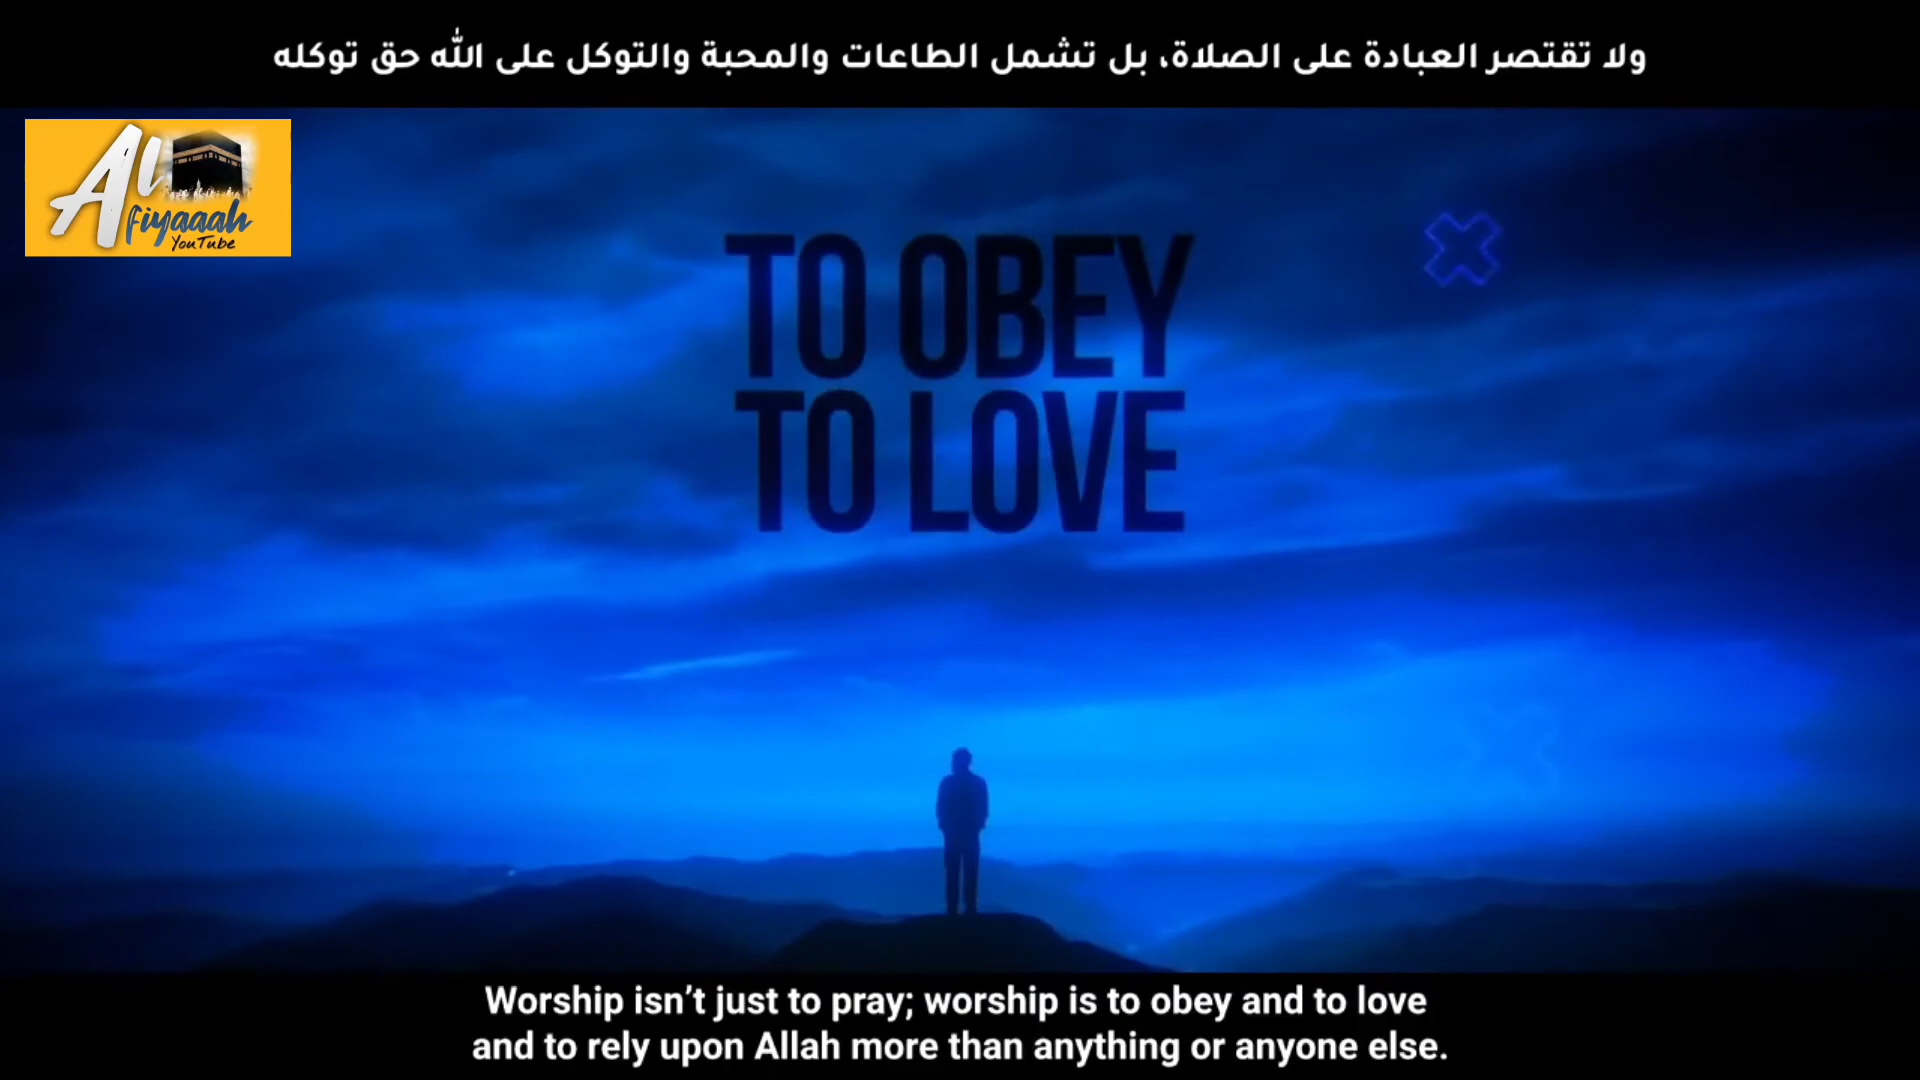 ولا تقتصر العبادة على الصلاة، بل تشمل الطاعات والمحبة والتوكل على الله حق توكله
Al
fiyaaah
YouTube
TO OBEY
TO LOVE
Worship isn’t just to pray; worship is to obey and to love
and to rely upon Allah more than anything or anyone else.